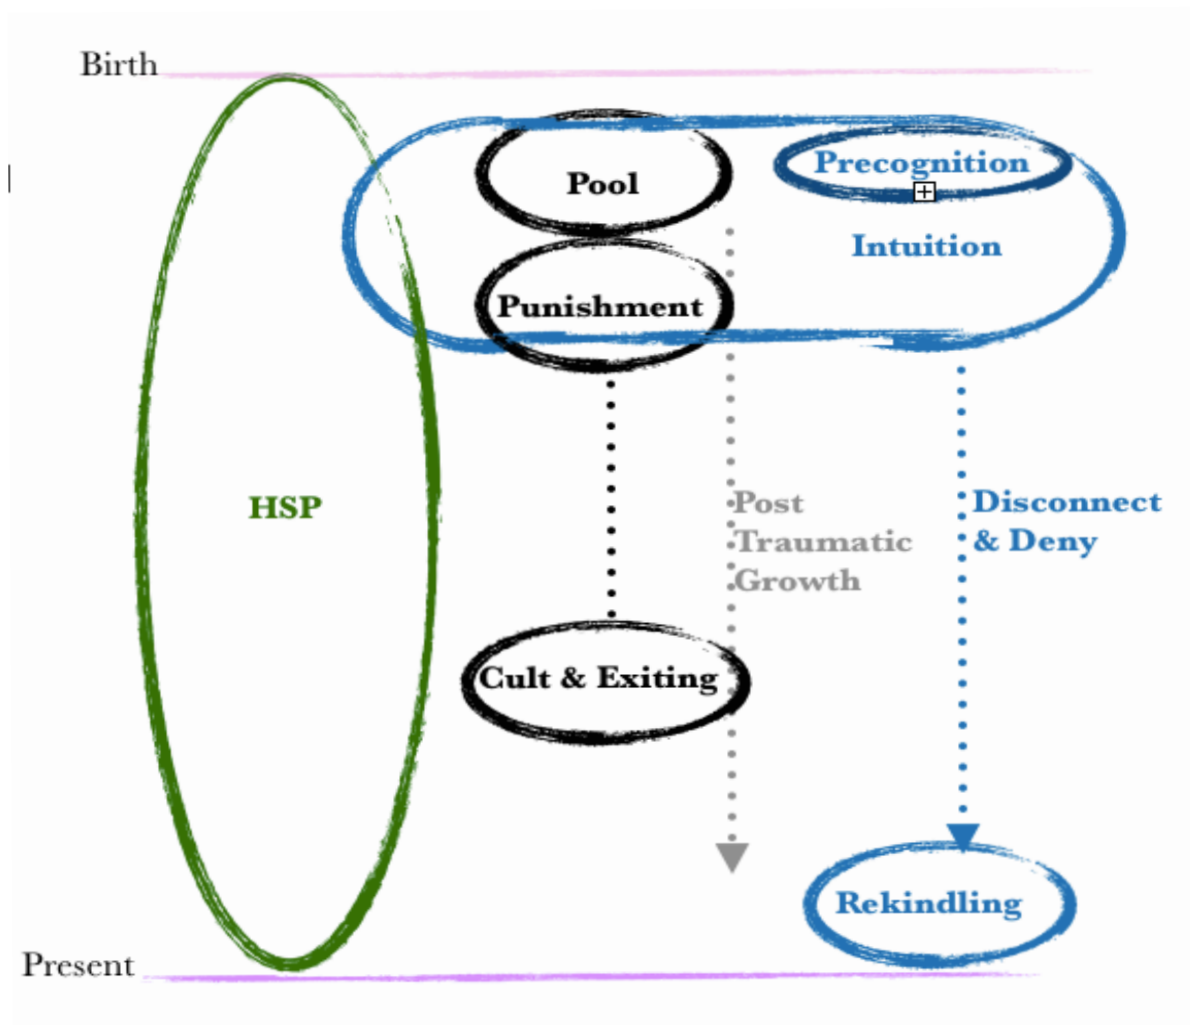 Birth
Pool
Precognition
Intuition
Punishment
HSP
Post
Traumatic
Growth
Disconnect
& Deny
Cult & Exiting
Rekindling
Present